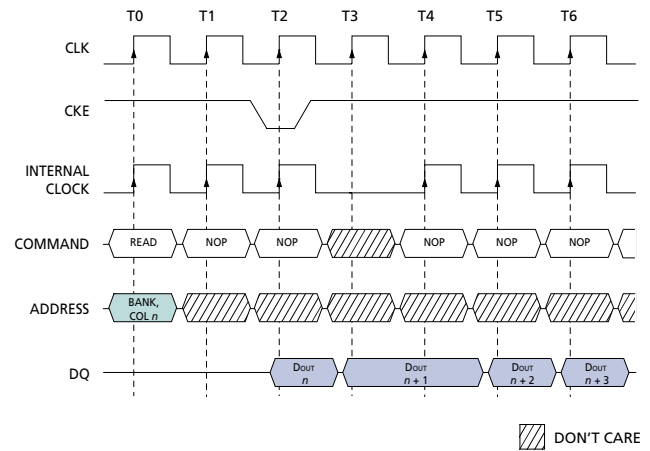 T0 T1 T2 T3 T4 T5 T6
CLK
CKE
INTERNAL
CLOCK
COMMAND READ NOP NOP NOP NOP NOP
ADDRESS BANK,
COL n
DQ DOUT DOUT DOUT DOUT
n n + 1 n + 2 n + 3
DON'T CARE